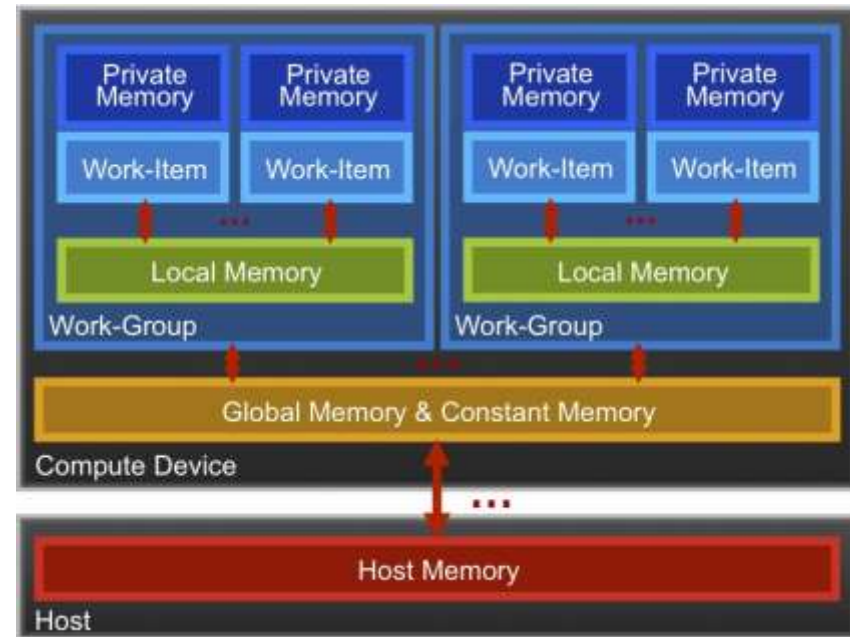 Private Memory
Private Memory
Private Memory
Private Memory
Work-Item
Work-Item
Work-Item
Work-Item
...
...
Local Memory
Local Memory
Work-Group
Work-Group
...
Global Memory & Constant Memory
Compute Device
...
Host Memory
Host